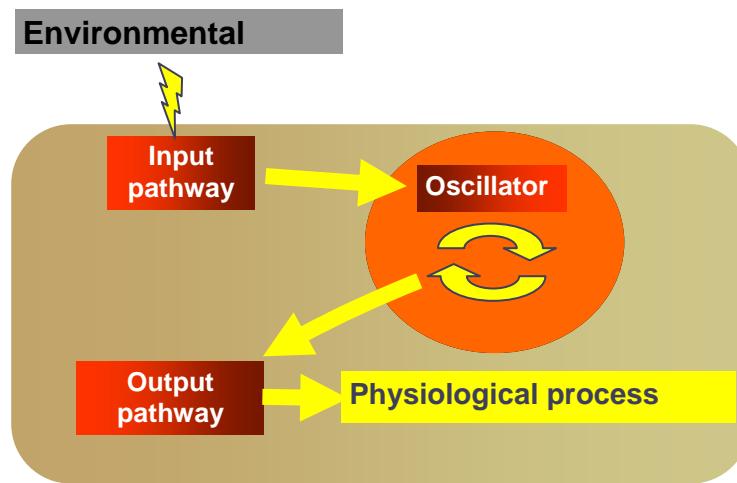 Environmental
Input
pathway
Oscillator
Output
pathway
Physiological process